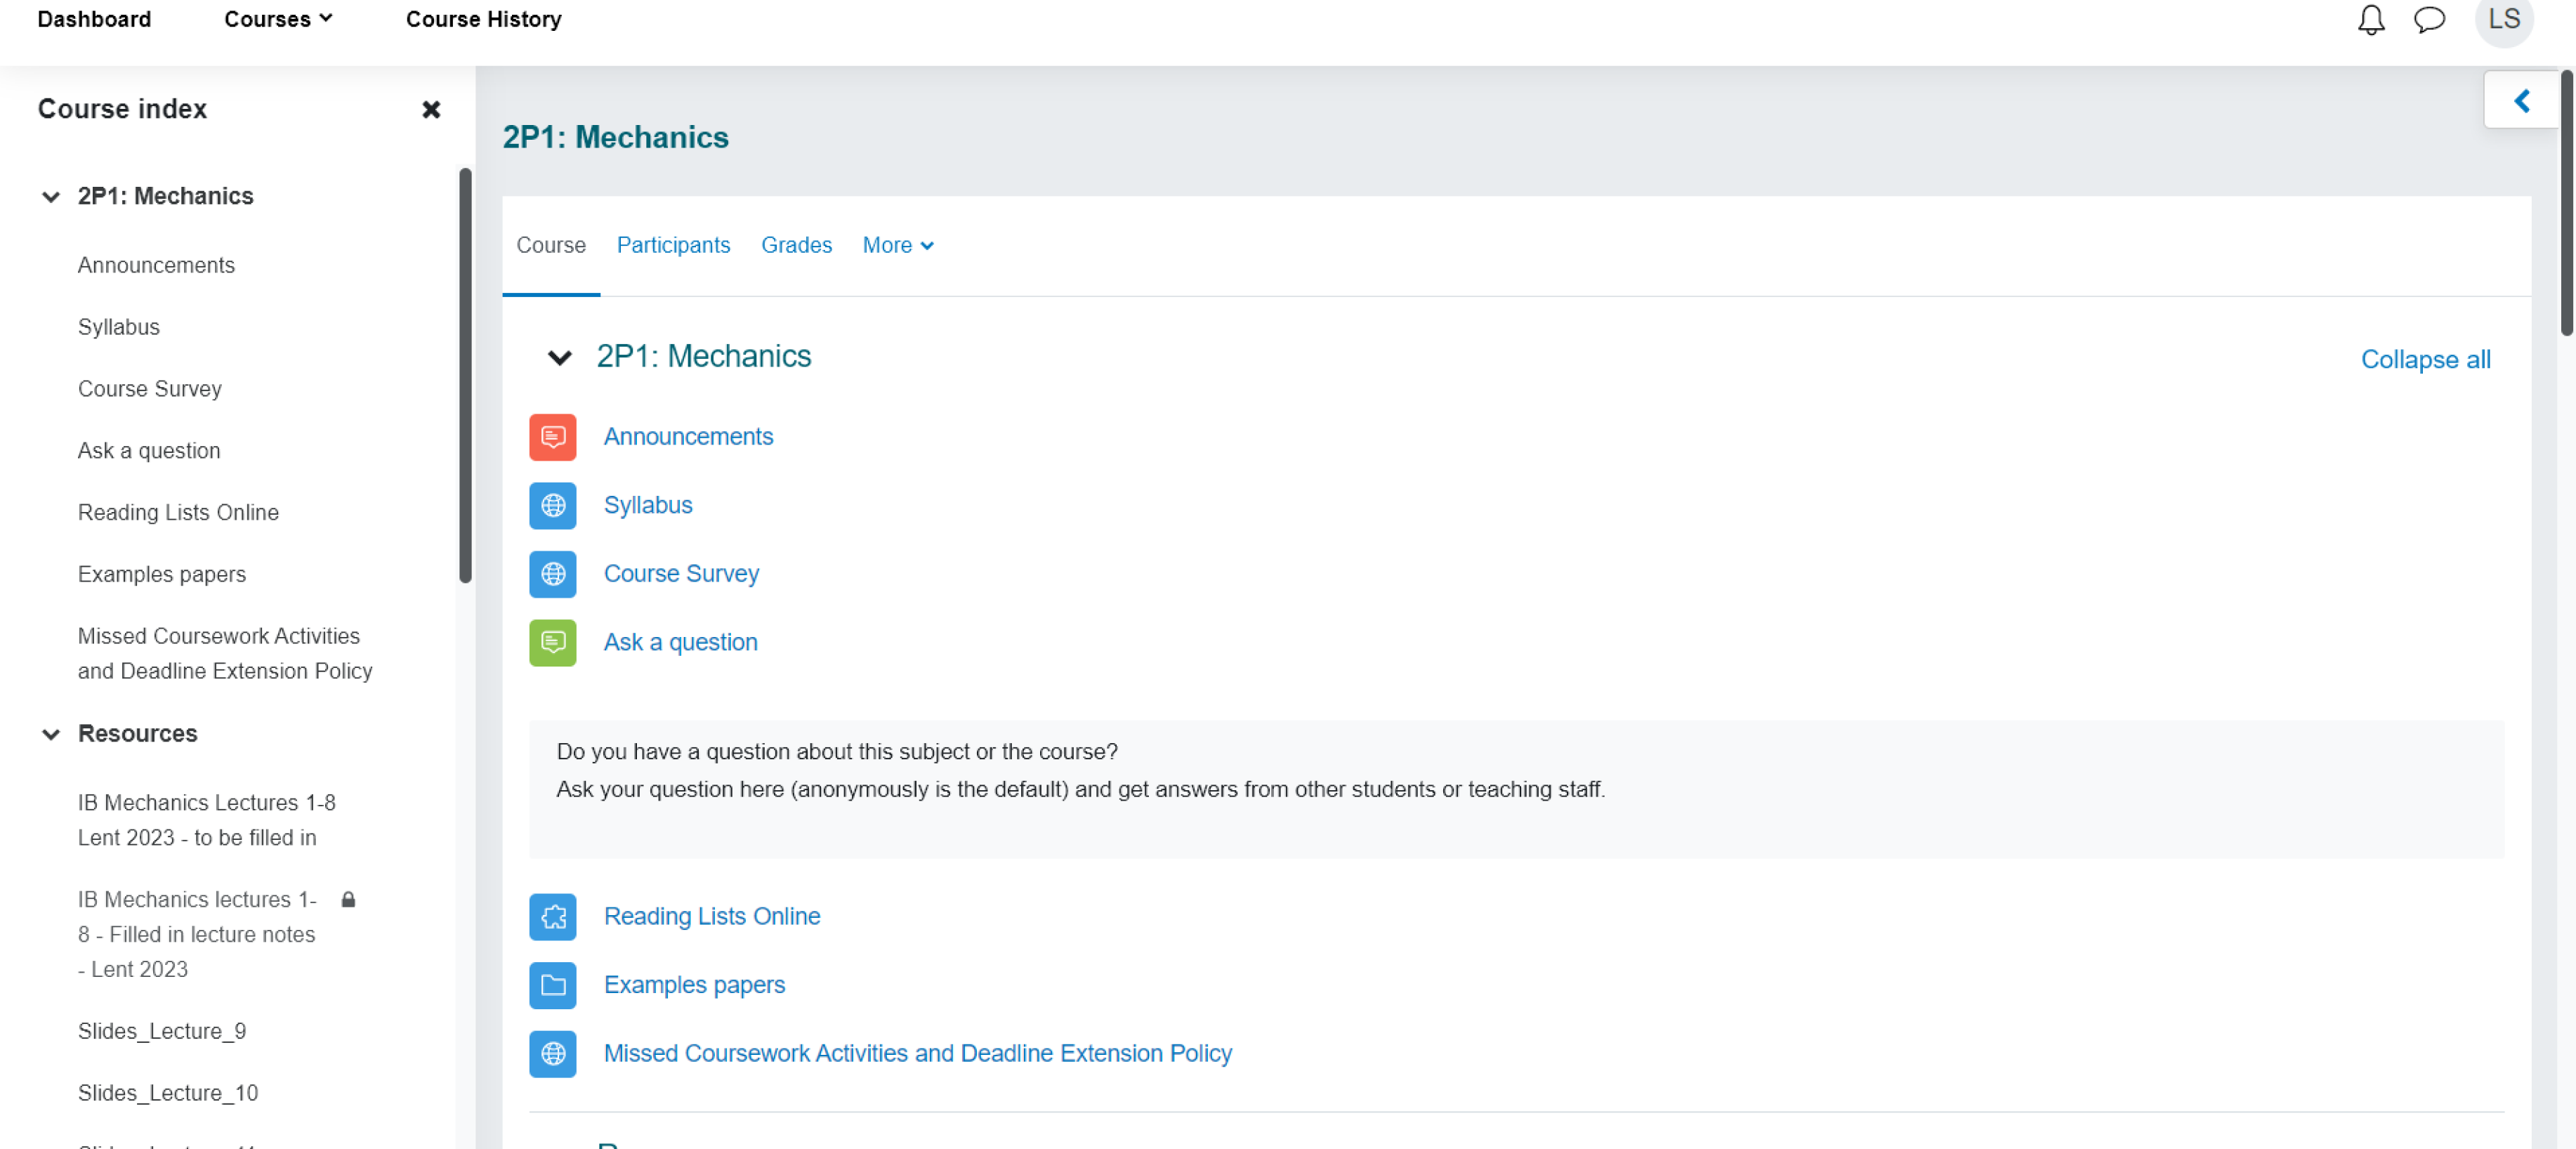 Dashboard
Courses
Course History
LS
Course index
2P1: Mechanics
Announcements
Syllabus
Course Survey
Ask a question
Reading Lists Online
Examples papers
Missed Coursework Activities
and Deadline Extension Policy
Resources
IB Mechanics Lectures 1-8
Lent 2023 - to be filled in
IB Mechanics lectures 1-
8 - Filled in lecture notes
- Lent 2023
Slides_Lecture_9
Slides_Lecture_10
2P1: Mechanics
Course
Participants
Grades
More
2P1: Mechanics
Collapse all
Announcements
Syllabus
Course Survey
Ask a question
Do you have a question about this subject or the course?
Ask your question here (anonymously is the default) and get answers from other students or teaching staff.
Reading Lists Online
Examples papers
Missed Coursework Activities and Deadline Extension Policy